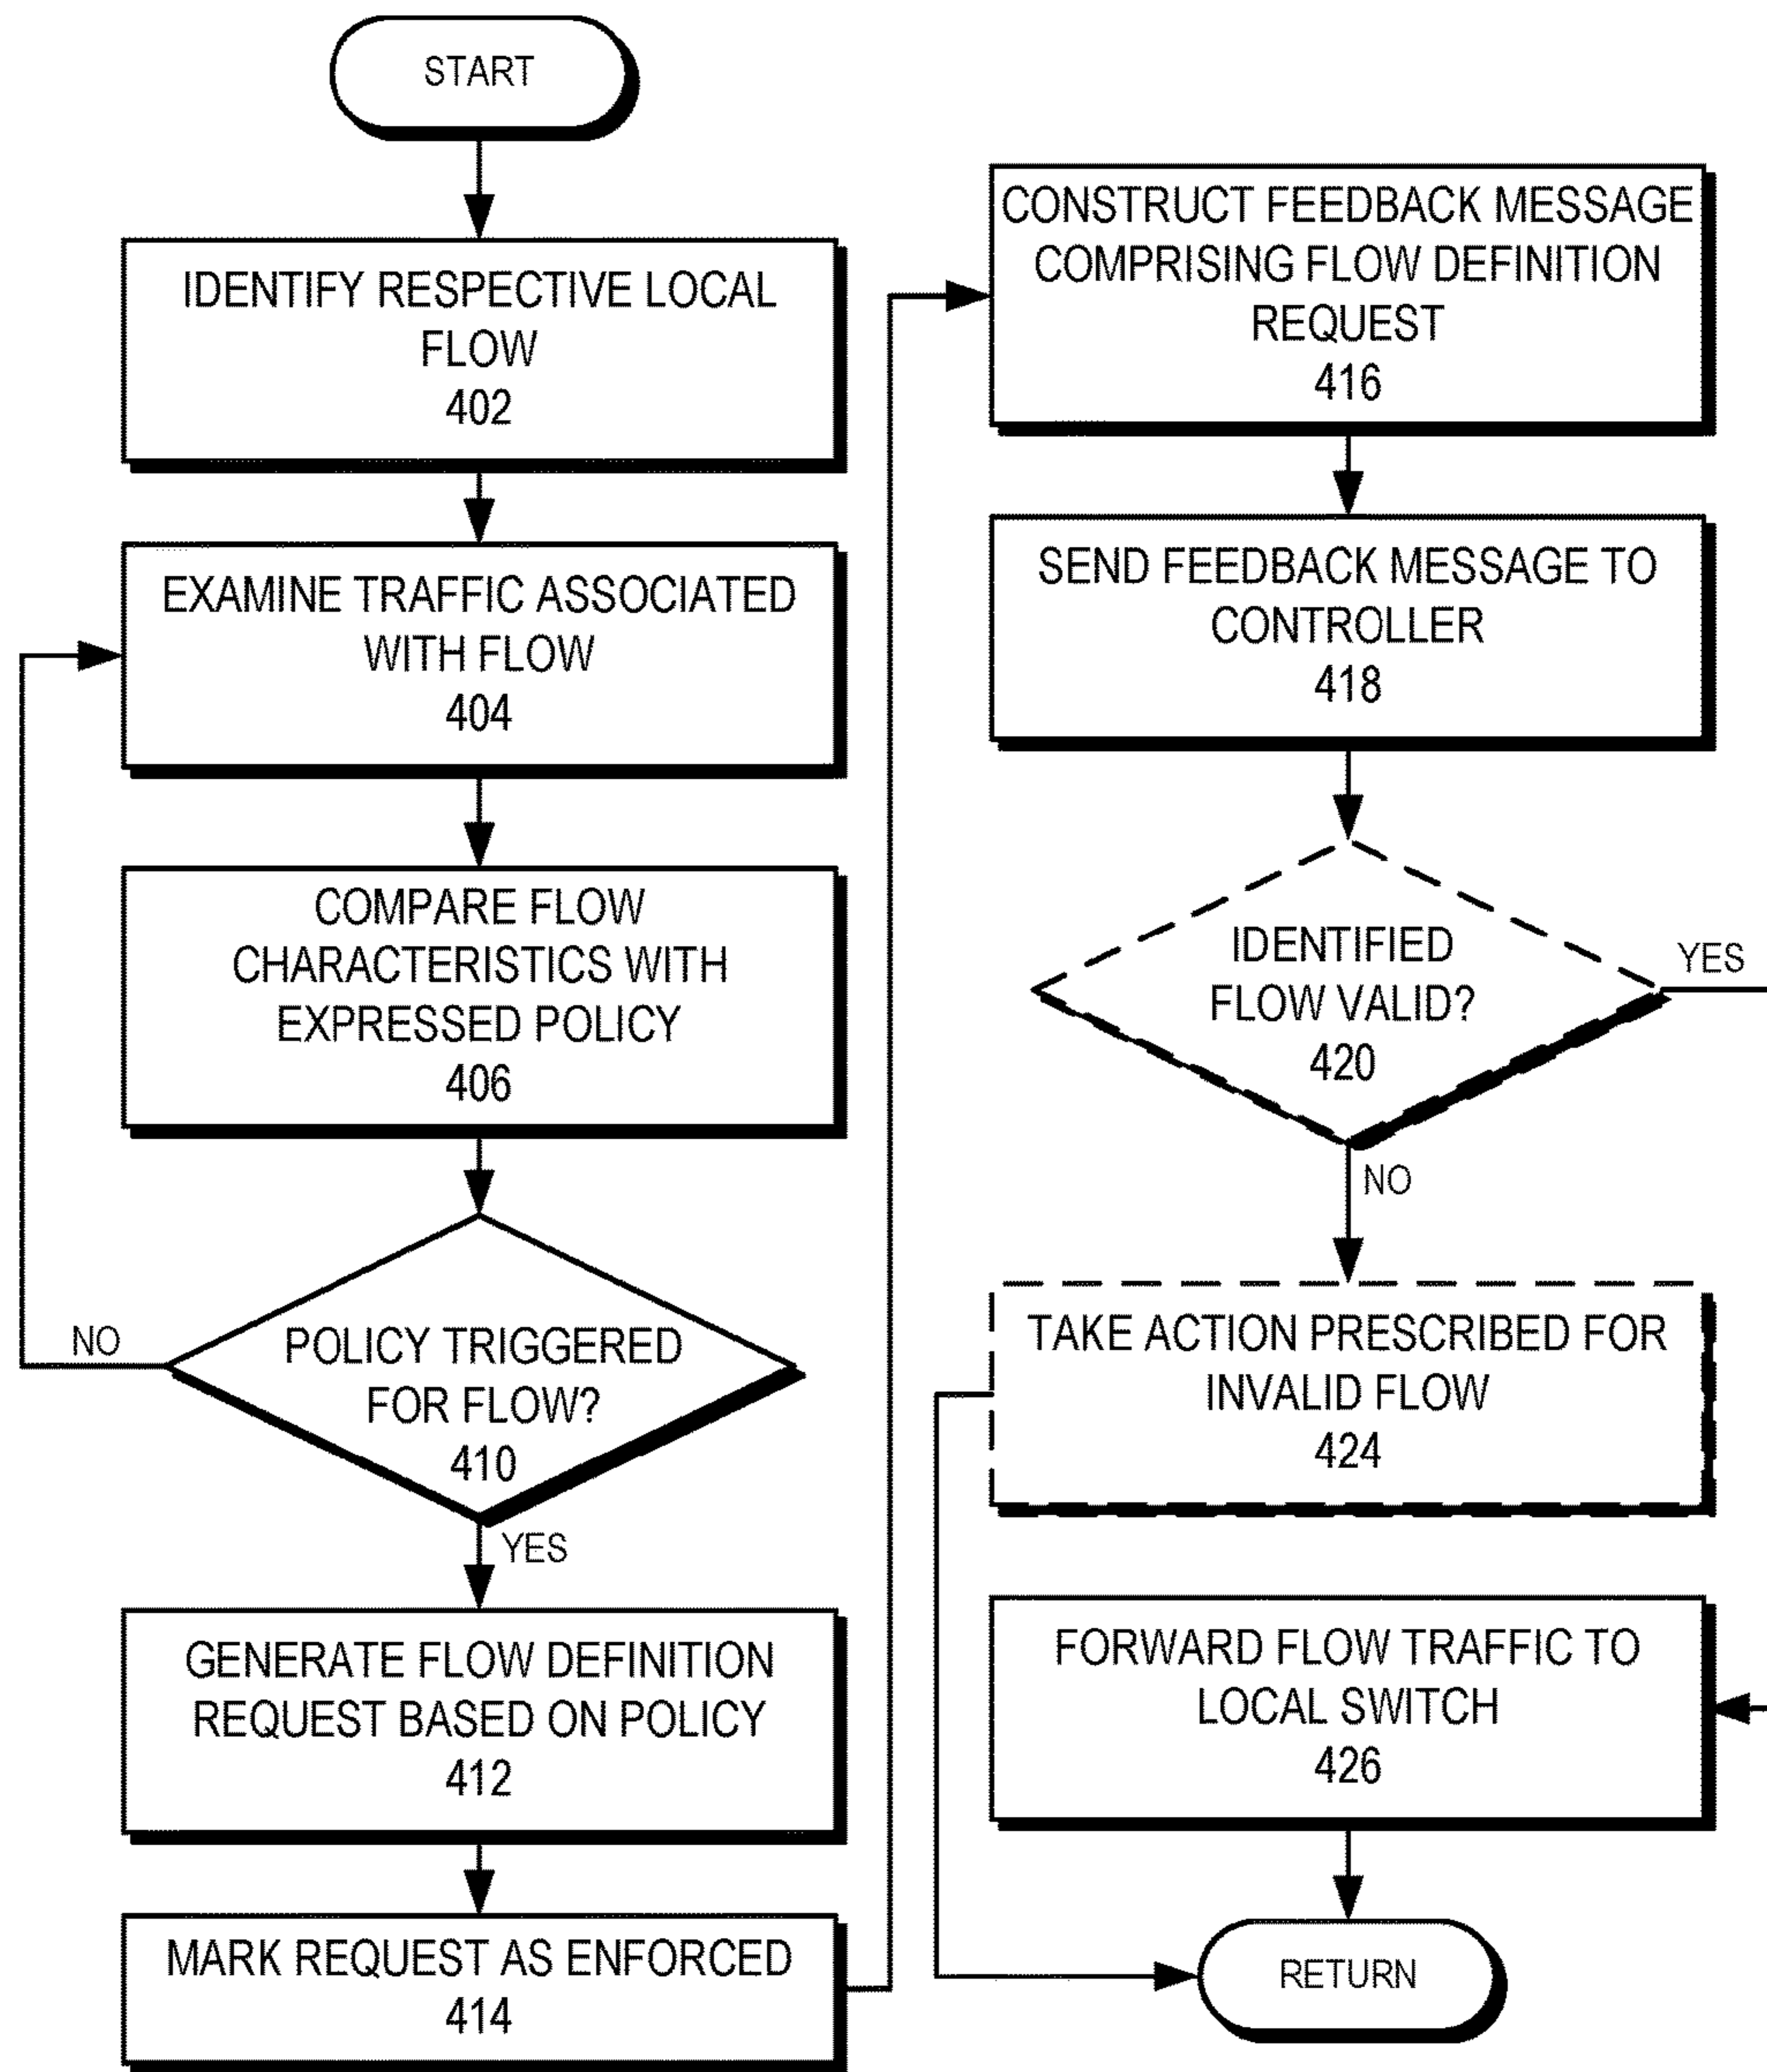 START
IDENTIFY RESPECTIVE LOCAL
FLOW
402
EXAMINE TRAFFIC ASSOCIATED
WITH FLOW
404
COMPARE FLOW
CHARACTERISTICS WITH
EXPRESSED POLICY
406
POLICY TRIGGERED
FOR FLOW?
410
NO
YES
GENERATE FLOW DEFINITION
REQUEST BASED ON POLICY
412
MARK REQUEST AS ENFORCED
414
CONSTRUCT FEEDBACK MESSAGE
COMPRISING FLOW DEFINITION
REQUEST
416
SEND FEEDBACK MESSAGE TO
CONTROLLER
418
IDENTIFIED
FLOW VALID?
420
YES
NO
TAKE ACTION PRESCRIBED FOR
INVALID FLOW
424
FORWARD FLOW TRAFFIC TO
LOCAL SWITCH
426
RETURN